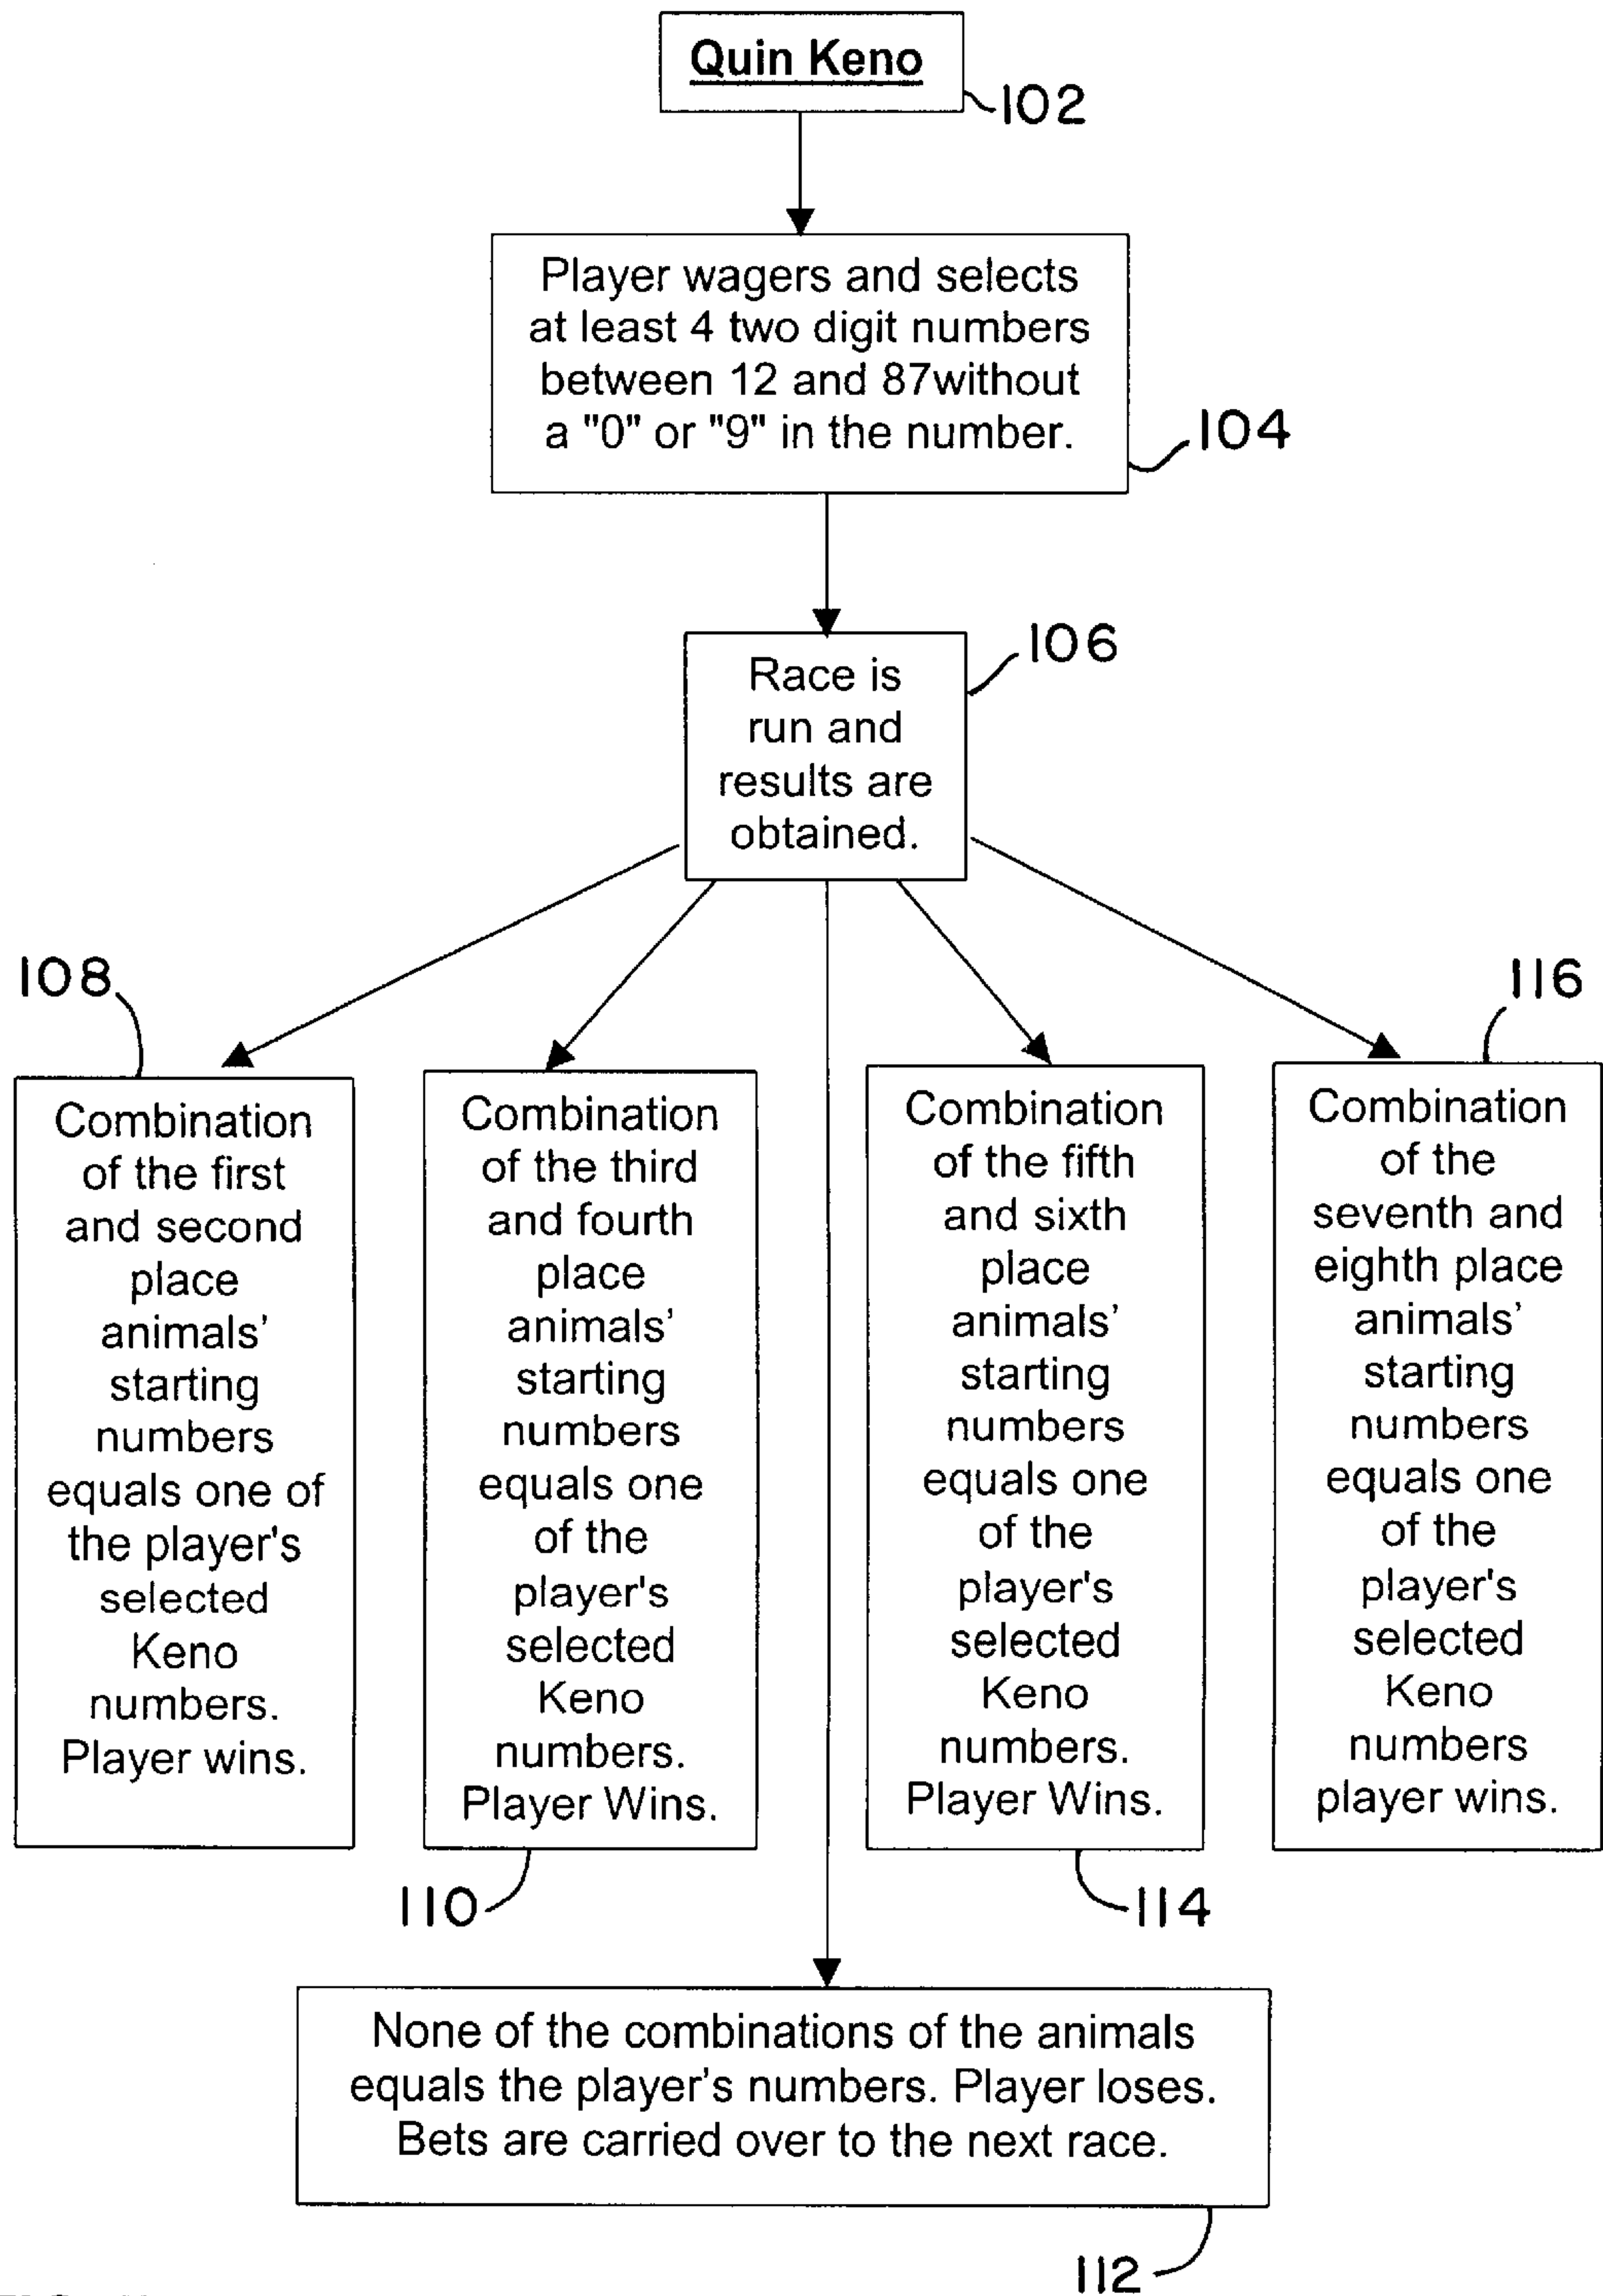 Quin Keno
102
Player wagers and selects
at least 4 two digit numbers
between 12 and 87without
a "0" or "9" in the number.
104
106
Race is
run and
results are
obtained.
108
Combination
of the first
and second
place
animals’
starting
numbers
equals one of
the player's
selected
Keno
numbers.
Player wins.
Combination
of the third
and fourth
place
animals’
starting
numbers
equals one
of the
player's
selected
Keno
numbers.
Player Wins.
110
Combination
of the fifth
and sixth
place
animals’
starting
numbers
equals one
of the
player's
selected
Keno
numbers.
Player Wins.
114
116
Combination
of the
seventh and
eighth place
animals’
starting
numbers
equals one
of the
player's
selected
Keno
numbers
player wins.
None of the combinations of the animals
equals the player’s numbers. Player loses.
Bets are carried over to the next race.
112